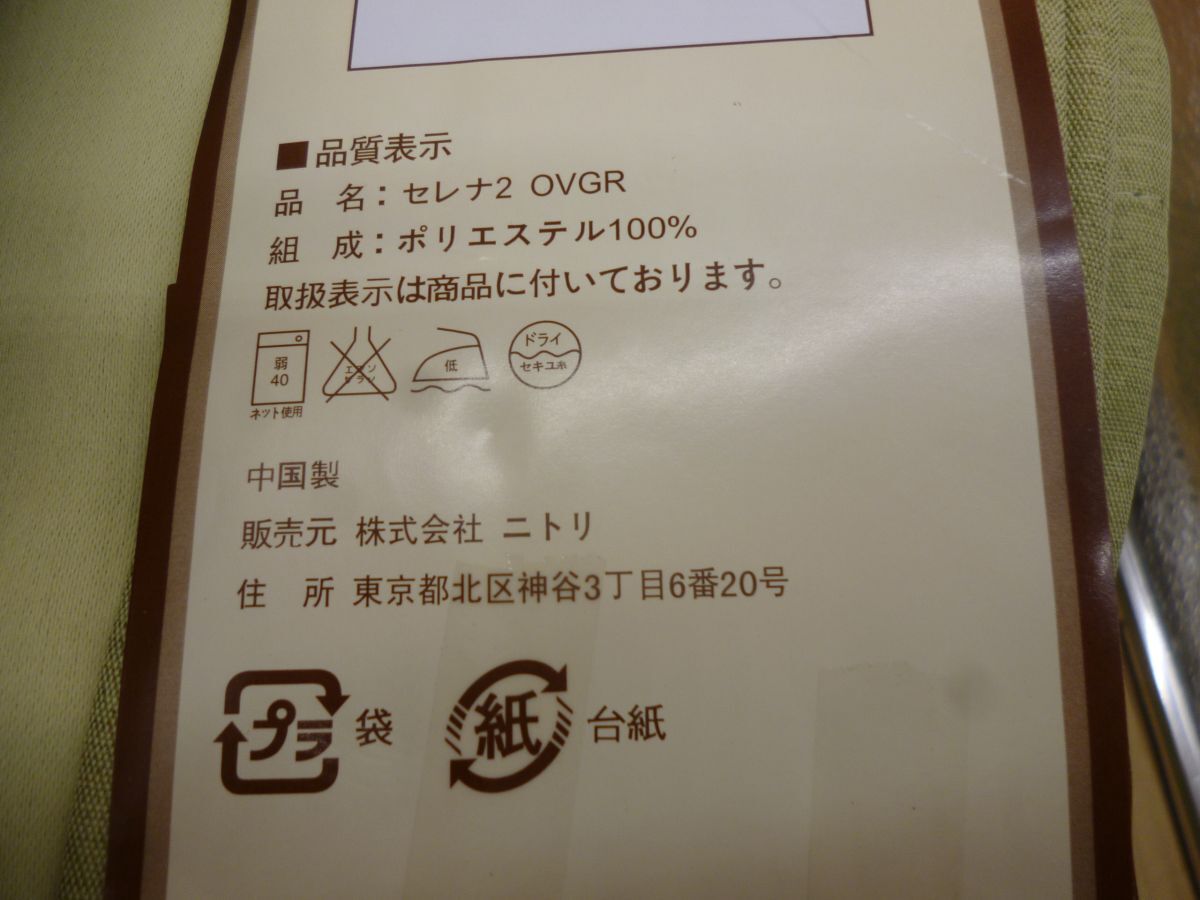 ■品質表示
品 名：セレナ2 OVGR
組 成：ポリエステル100%
取扱表示は商品に付いております。
弱
40
ネット使用
エンソ
サラシ
低
ドライ
セキユ系
中国製
販売元 株式会社 ニトリ
住 所 東京都北区神谷3丁目6番20号
プラ 袋 紙 台紙